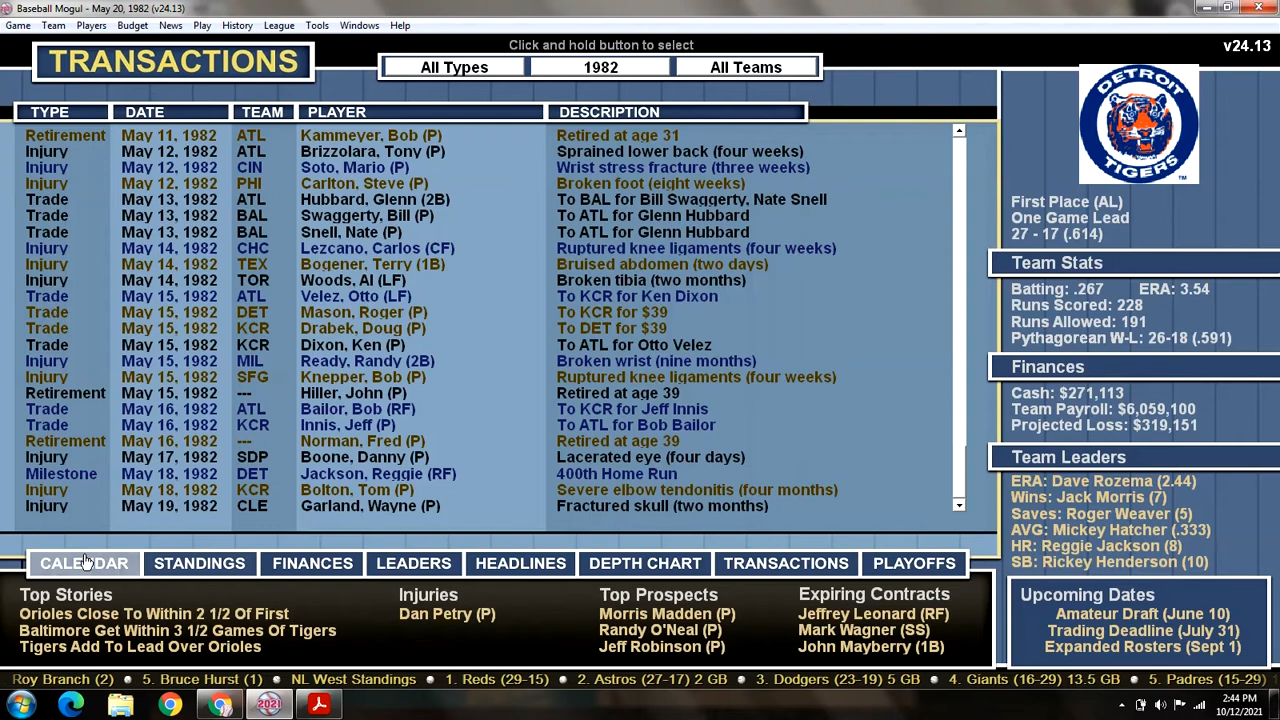 Baseball Mogul - May 20, 1982 (v24.13)
Game Team Players Budget News Play History League Tools Windows Help
Click and hold button to select
v24.13
TRANSACTIONS
All Types 1982 All Teams
TYPE DATE TEAM PLAYER DESCRIPTION
Retirement May 11, 1982 ATL Kammeyer, Bob (P) Retired at age 31
Injury May 12, 1982 ATL Brizzolara, Tony (P) Sprained lower back (four weeks)
Injury May 12, 1982 CIN Soto, Mario (P) Wrist stress fracture (three weeks)
Injury May 12, 1982 PHI Carlton, Steve (P) Broken foot (eight weeks)
Trade May 13, 1982 ATL Hubbard, Glenn (2B) To BAL for Bill Swaggerty, Nate Snell
Trade May 13, 1982 BAL Swaggerty, Bill (P) To ATL for Glenn Hubbard
Trade May 13, 1982 BAL Snell, Nate (P) To ATL for Glenn Hubbard
Injury May 14, 1982 CHC Lezcano, Carlos (CF) Ruptured knee ligaments (four weeks)
Injury May 14, 1982 TEX Bogener, Terry (1B) Bruised abdomen (two days)
Injury May 14, 1982 TOR Woods, Al (LF) Broken tibia (two months)
Trade May 15, 1982 ATL Velez, Otto (LF) To KCR for Ken Dixon
Trade May 15, 1982 DET Mason, Roger (P) To KCR for $39
Trade May 15, 1982 KCR Drabek, Doug (P) To DET for $39
Trade May 15, 1982 KCR Dixon, Ken (P) To ATL for Otto Velez
Injury May 15, 1982 MIL Ready, Randy (2B) Broken wrist (nine months)
Injury May 15, 1982 SFG Knepper, Bob (P) Ruptured knee ligaments (four weeks)
Retirement May 15, 1982 --- Hiller, John (P) Retired at age 39
Trade May 16, 1982 ATL Bailor, Bob (RF) To KCR for Jeff Innis
Trade May 16, 1982 KCR Innis, Jeff (P) To ATL for Bob Bailor
Retirement May 16, 1982 --- Norman, Fred (P) Retired at age 39
Injury May 17, 1982 SDP Boone, Danny (P) Lacerated eye (four days)
Milestone May 18, 1982 DET Jackson, Reggie (RF) 400th Home Run
Injury May 18, 1982 KCR Bolton, Tom (P) Severe elbow tendonitis (four months)
Injury May 19, 1982 CLE Garland, Wayne (P) Fractured skull (two months)
DETROIT
TIGERS
TM
First Place (AL)
One Game Lead
27 - 17 (.614)
Team Stats
Batting: .267 ERA: 3.54
Runs Scored: 228
Runs Allowed: 191
Pythagorean W-L: 26-18 (.591)
Finances
Cash: $271,113
Team Payroll: $6,059,100
Projected Loss: $319,151
Team Leaders
ERA: Dave Rozema (2.44)
Wins: Jack Morris (7)
Saves: Roger Weaver (5)
AVG: Mickey Hatcher (.333)
HR: Reggie Jackson (8)
SB: Rickey Henderson (10)
CALENDAR STANDINGS FINANCES LEADERS HEADLINES DEPTH CHART TRANSACTIONS PLAYOFFS
Top Stories
Orioles Close To Within 2 1/2 Of First
Baltimore Get Within 3 1/2 Games Of Tigers
Tigers Add To Lead Over Orioles
Injuries
Dan Petry (P)
Top Prospects
Morris Madden (P)
Randy O'Neal (P)
Jeff Robinson (P)
Expiring Contracts
Jeffrey Leonard (RF)
Mark Wagner (SS)
John Mayberry (1B)
Upcoming Dates
Amateur Draft (June 10)
Trading Deadline (July 31)
Expanded Rosters (Sept 1)
Roy Branch (2) • 5. Bruce Hurst (1) • NL West Standings • 1. Reds (29-15) • 2. Astros (27-17) 2 GB • 3. Dodgers (23-19) 5 GB • 4. Giants (16-29) 13.5 GB • 5. Padres (15-29)
2021
2:44 PM
10/12/2021